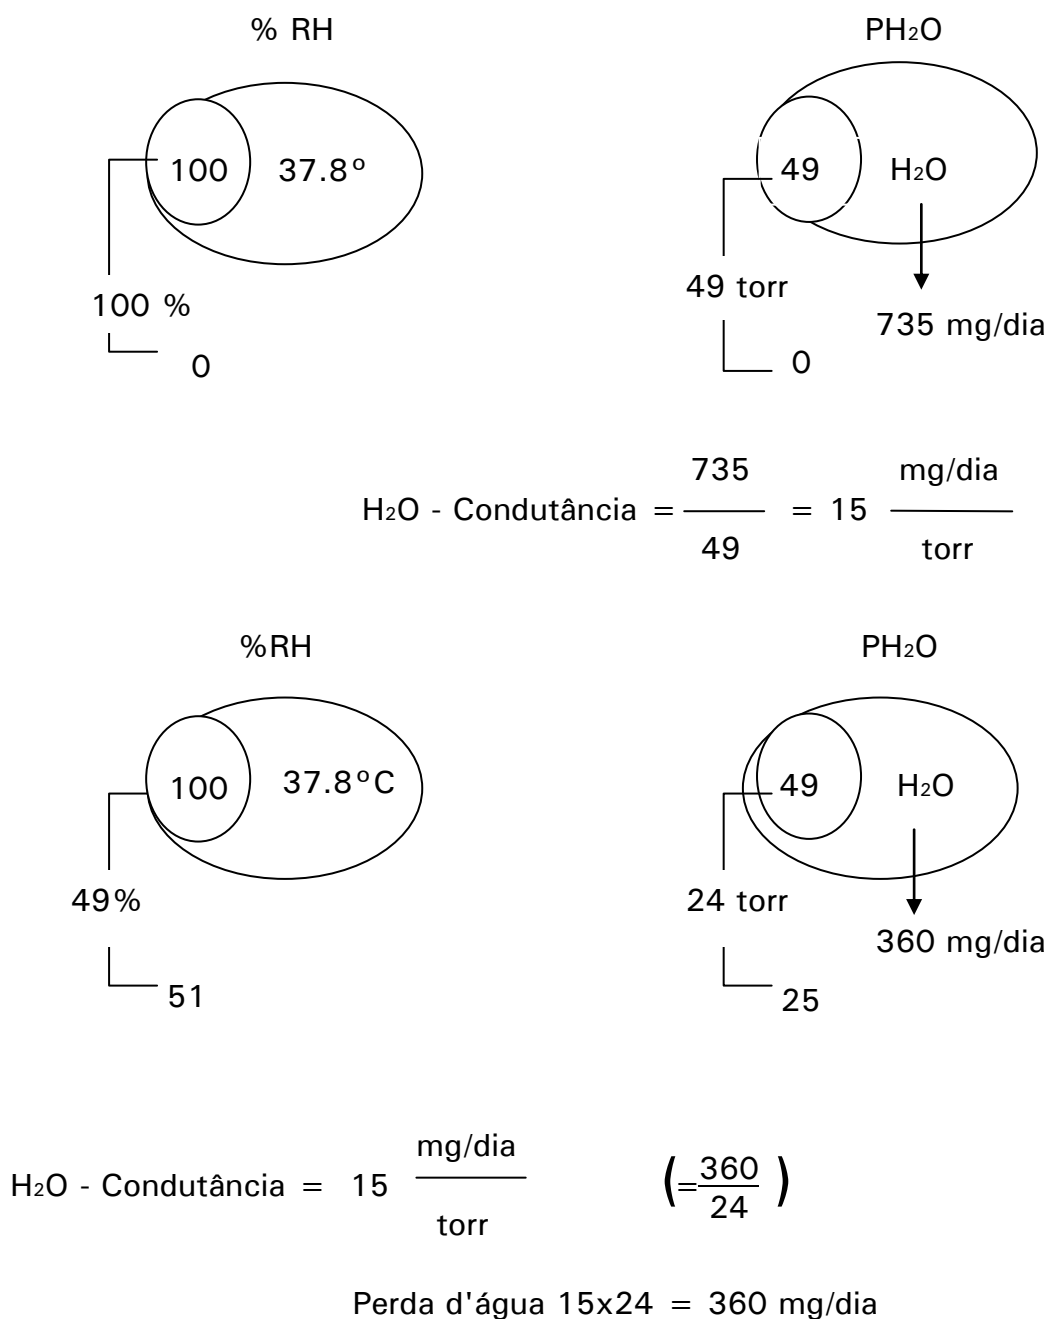 % RH PH₂O
100 37.8º 49 H₂O
100 % 49 torr
735 mg/dia
0 0
735 mg/dia
H₂O - Condutância = ―― = 15 ――
49 torr
%RH PH₂O
100 37.8ºC 49 H₂O
49% 24 torr
360 mg/dia
51 25
mg/dia
H₂O - Condutância = 15 ―― (=360/24)
torr
Perda d'água 15x24 = 360 mg/dia